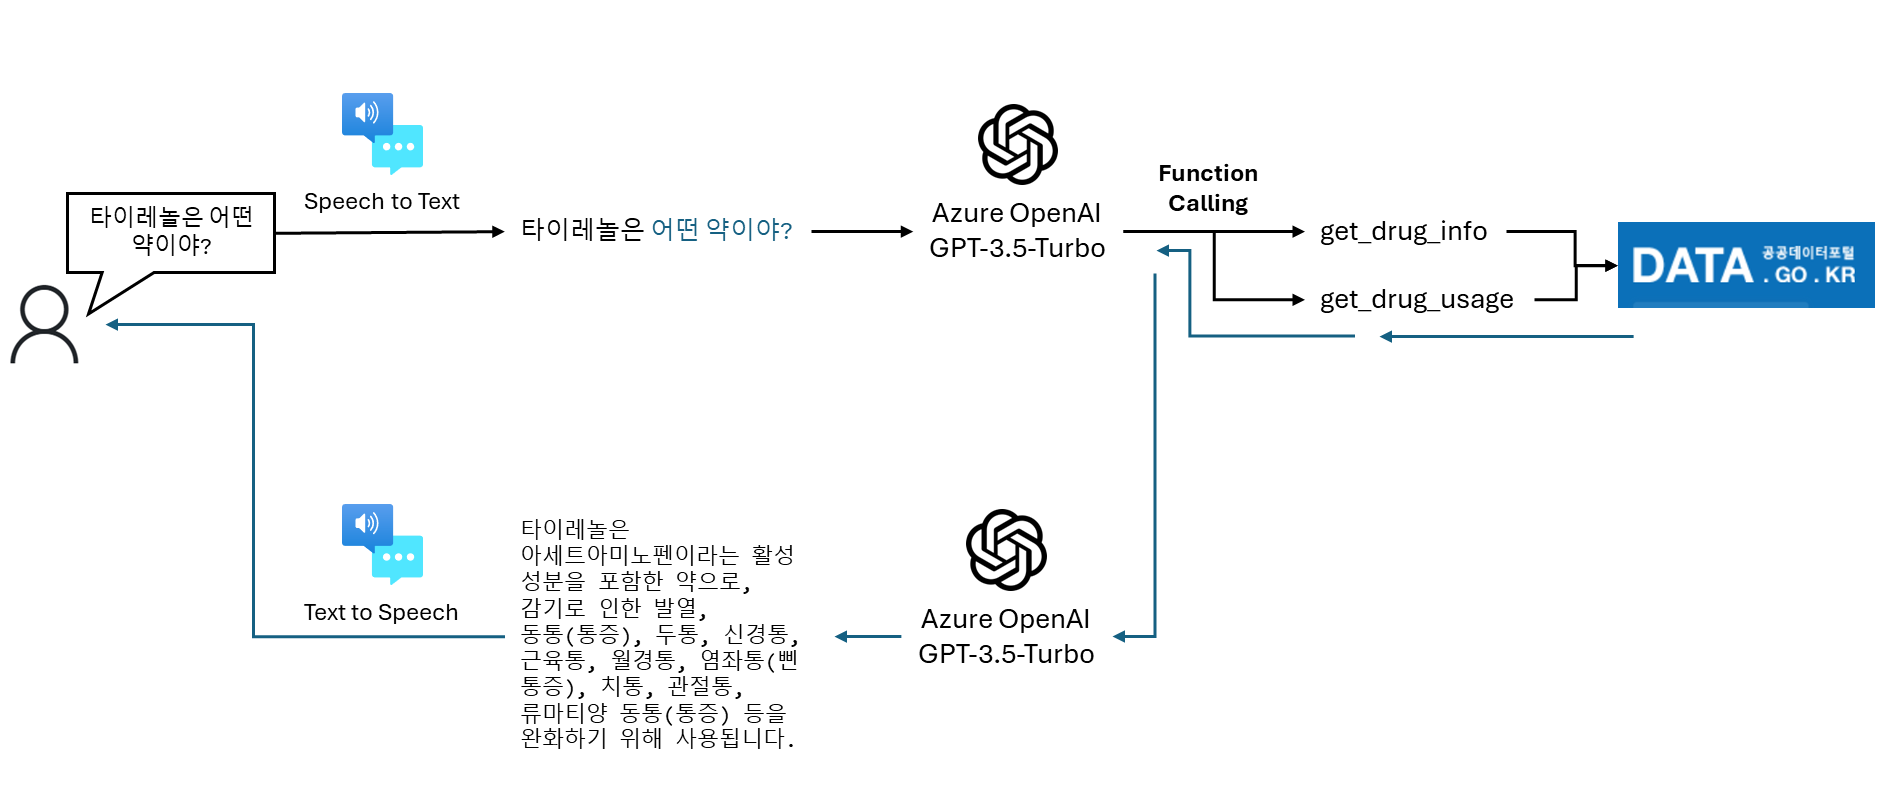 타이레놀은 어떤
약이야?
Speech to Text
타이레놀은 어떤 약이야?
Azure OpenAI
GPT-3.5-Turbo
Function
Calling
get_drug_info
get_drug_usage
DATA 공공데이터포털
.GO.KR
Text to Speech
타이레놀은
아세트아미노펜이라는 활성
성분을 포함한 약으로,
감기로 인한 발열,
동통(통증), 두통, 신경통,
근육통, 월경통, 염좌통(삔
통증), 치통, 관절통,
류마티양 동통(통증) 등을
완화하기 위해 사용됩니다.
Azure OpenAI
GPT-3.5-Turbo